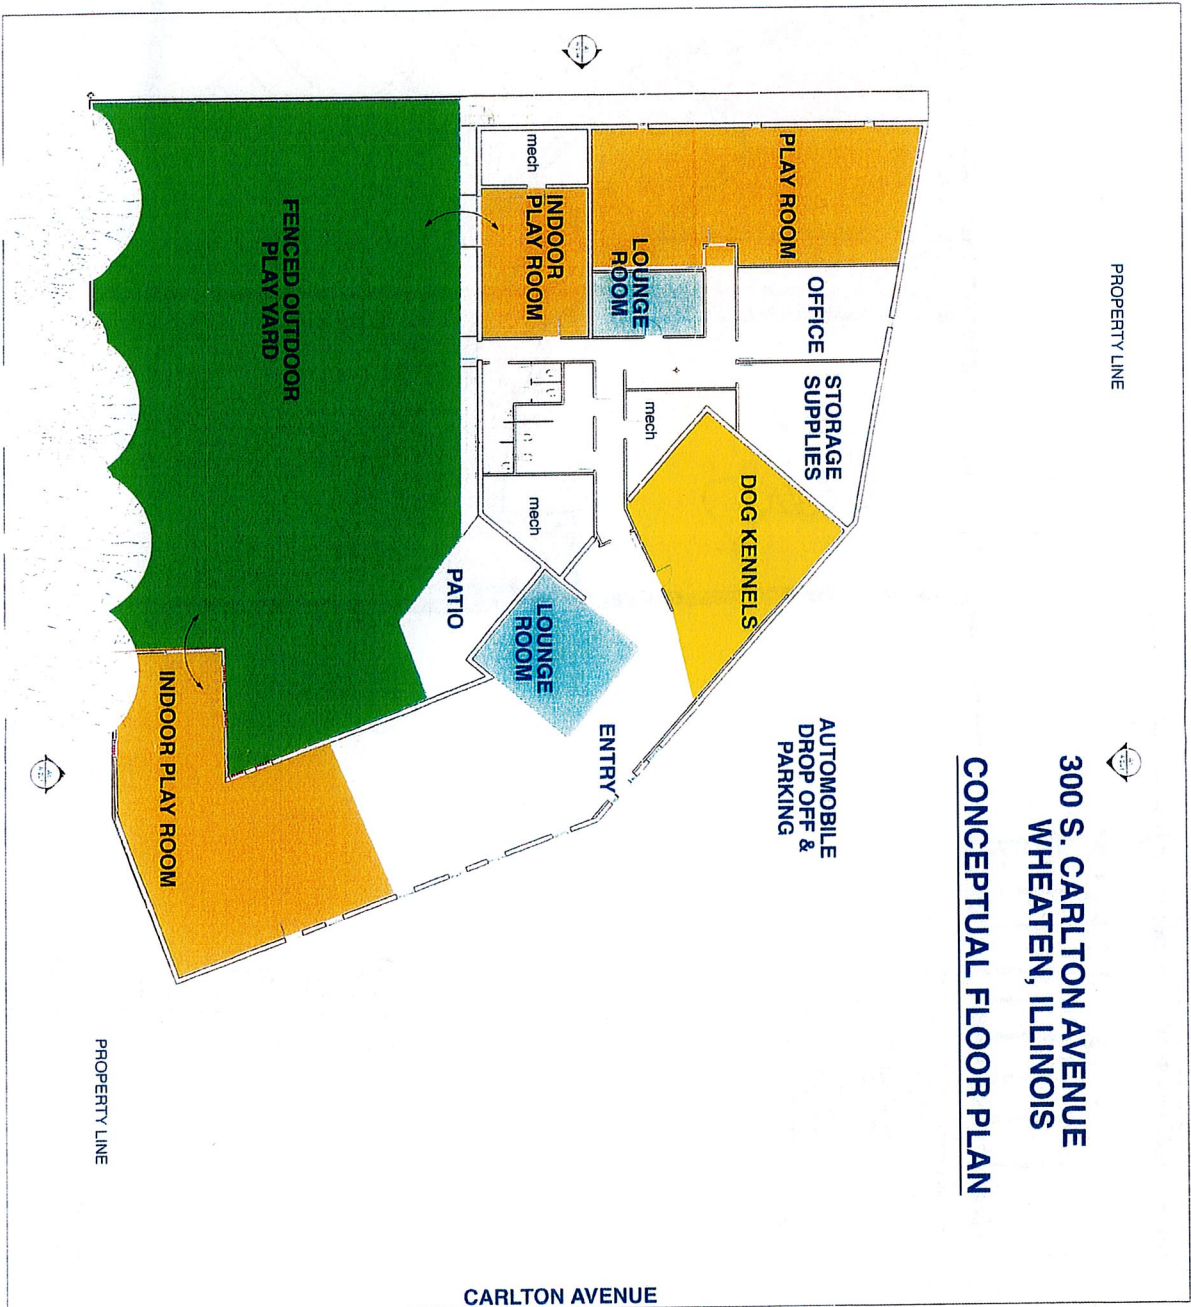 300 S. CARLTON AVENUE
WHEATEN, ILLINOIS
CONCEPTUAL FLOOR PLAN
PROPERTY LINE
AUTOMOBILE
DROP OFF &
PARKING
PLAY ROOM
OFFICE
STORAGE
SUPPLIES
DOG KENNELS
LOUNGE
ROOM
mech
mech
INDOOR
PLAY ROOM
mech
ENTRY
LOUNGE
ROOM
PATIO
FENCED OUTDOOR
PLAY YARD
INDOOR PLAY ROOM
PROPERTY LINE
CARLTON AVENUE